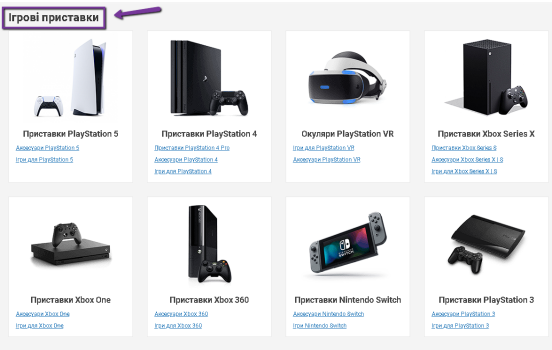 Ігрові приставки
Приставки PlayStation 5
Аксесуари PlayStation 5
Ігри для PlayStation 5
Приставки PlayStation 4
Приставки PlayStation 4 Pro
Аксесуари PlayStation 4
Ігри для PlayStation 4
Окуляри PlayStation VR
Ігри для PlayStation VR
Аксесуари PlayStation VR
Приставки Xbox Series X
Приставки Xbox Series S
Аксесуари Xbox Series X | S
Ігри для Xbox Series X | S
Приставки Xbox One
Аксесуари Xbox One
Ігри для Xbox One
Приставки Xbox 360
Аксесуари Xbox 360
Ігри для Xbox 360
Приставки Nintendo Switch
Аксесуари Nintendo Switch
Ігри Nintendo Switch
Приставки PlayStation 3
Аксесуари PlayStation 3
Ігри для PlayStation 3